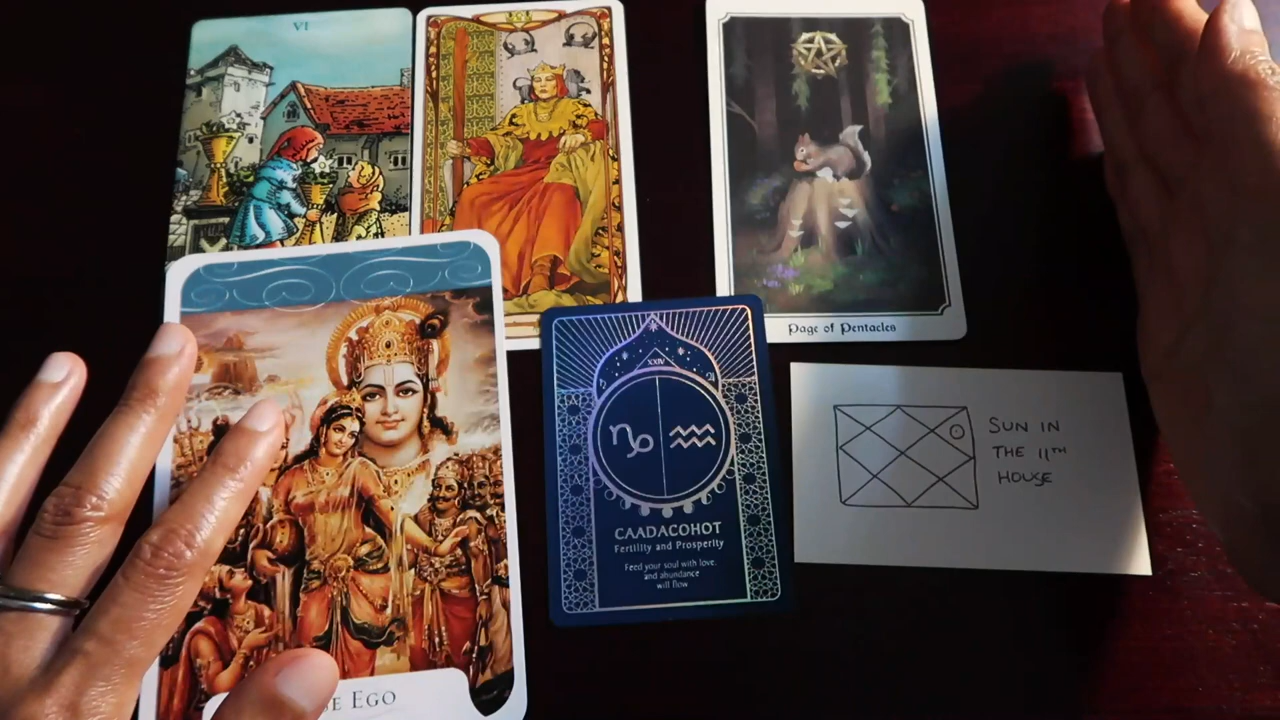 VI
Page of Pentacles
XXIV
CAADACOHOT
Fertility and Prosperity
Feed your soul with love,
and abundance
will flow
SUN IN
THE 11TH
HOUSE
EGO